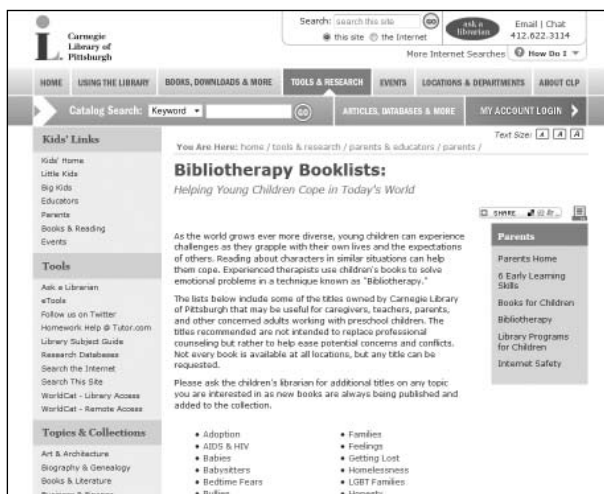 Carnegie
Library of
Pittsburgh
Search: search this site GO
this site the Internet
ask a
librarian
Email | Chat
412.622.3114
More Internet Searches ? How Do I
HOME USING THE LIBRARY BOOKS, DOWNLOADS & MORE TOOLS & RESEARCH EVENTS LOCATIONS & DEPARTMENTS ABOUT CLP
Catalog Search: Keyword GO ARTICLES, DATABASES & MORE MY ACCOUNT LOGIN
Text Size: A A A
Kids' Links
Kids' Home
Little Kids
Big Kids
Educators
Parents
Books & Reading
Events
Tools
Ask a Librarian
eTools
Follow us on Twitter
Homework Help @ Tutor.com
Library Subject Guide
Research Databases
Search the Internet
Search This Site
WorldCat - Library Access
WorldCat - Remote Access
Topics & Collections
Art & Architecture
Biography & Genealogy
Books & Literature
You Are Here: home / tools & research / parents & educators / parents /
Bibliotherapy Booklists:
Helping Young Children Cope in Today's World
SHARE
As the world grows ever more diverse, young children can experience
challenges as they grapple with their own lives and the expectations
of others. Reading about characters in similar situations can help
them cope. Experienced therapists use children's books to solve
emotional problems in a technique known as "Bibliotherapy."
The lists below include some of the titles owned by Carnegie Library
of Pittsburgh that may be useful for caregivers, teachers, parents,
and other concerned adults working with preschool children. The
titles recommended are not intended to replace professional
counseling but rather to help ease potential concerns and conflicts.
Not every book is available at all locations, but any title can be
requested.
Please ask the children's librarian for additional titles on any topic
you are interested in as new books are always being published and
added to the collection.
• Adoption
• AIDS & HIV
• Babies
• Babysitters
• Bedtime Fears
• Families
• Feelings
• Getting Lost
• Homelessness
• LGBT Families
Parents
Parents Home
6 Early Learning
Skills
Books for Children
Bibliotherapy
Library Programs
for Children
Internet Safety